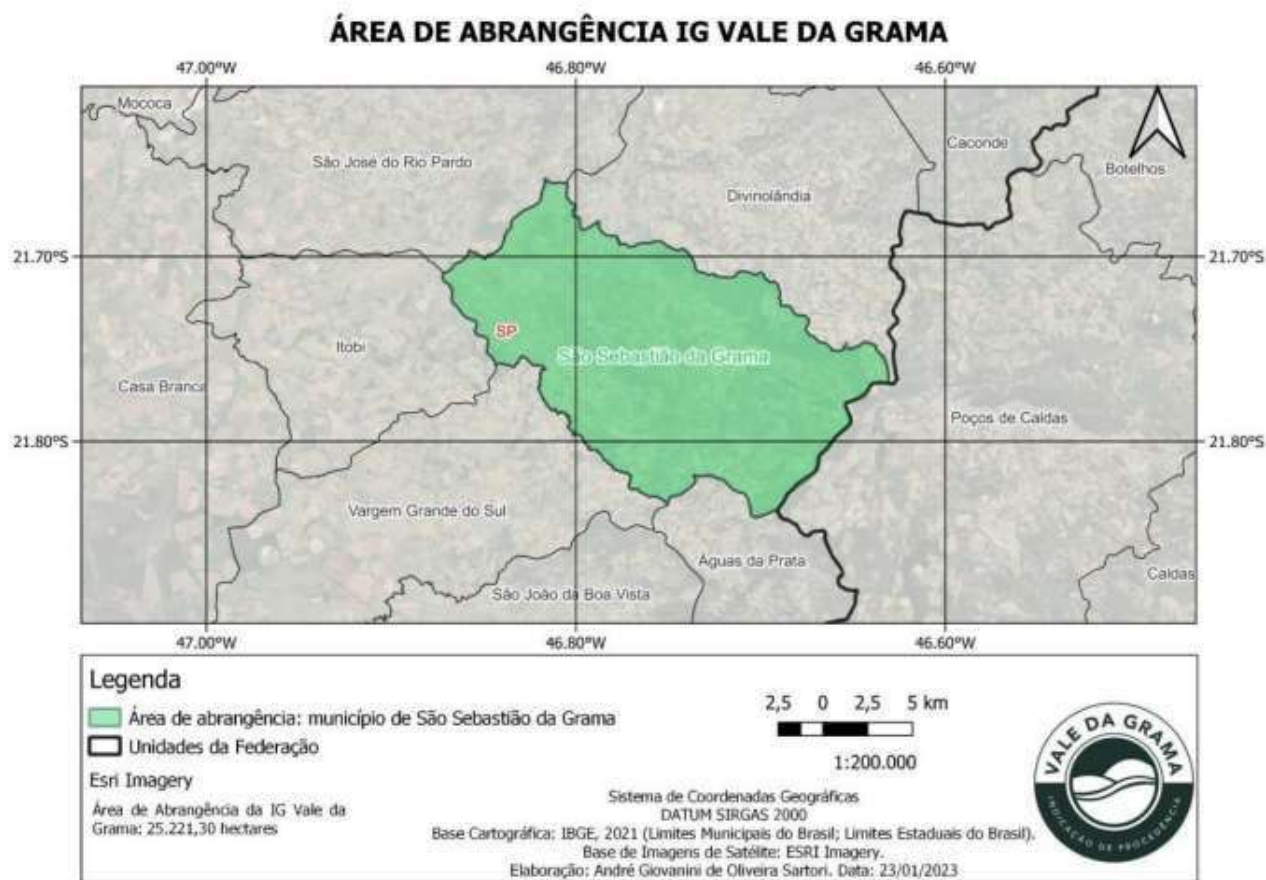 ÁREA DE ABRANGÊNCIA IG VALE DA GRAMA
47.00°W 46.80°W 46.60°W
Mococa
São José do Rio Pardo
Caconde
Botelhos
Divinolândia
21.70°S 21.70°S
SP
Itobi
São Sebastião da Grama
Casa Branca
Poços de Caldas
21.80°S 21.80°S
Vargem Grande do Sul
Águas da Prata
Caldas
São João da Boa Vista
47.00°W 46.80°W 46.60°W
Legenda
Área de abrangência: município de São Sebastião da Grama
Unidades da Federação
Esri Imagery
Área de Abrangência da IG Vale da
Grama: 25.221,30 hectares
2,5 0 2,5 5 km
1:200.000
Sistema de Coordenadas Geográficas
DATUM SIRGAS 2000
Base Cartográfica: IBGE, 2021 (Limites Municipais do Brasil; Limites Estaduais do Brasil).
Base de Imagens de Satélite: ESRI Imagery.
Elaboração: André Giovanini de Oliveira Sartori. Data: 23/01/2023
VALE DA GRAMA
INDICAÇÃO DE PROCEDÊNCIA